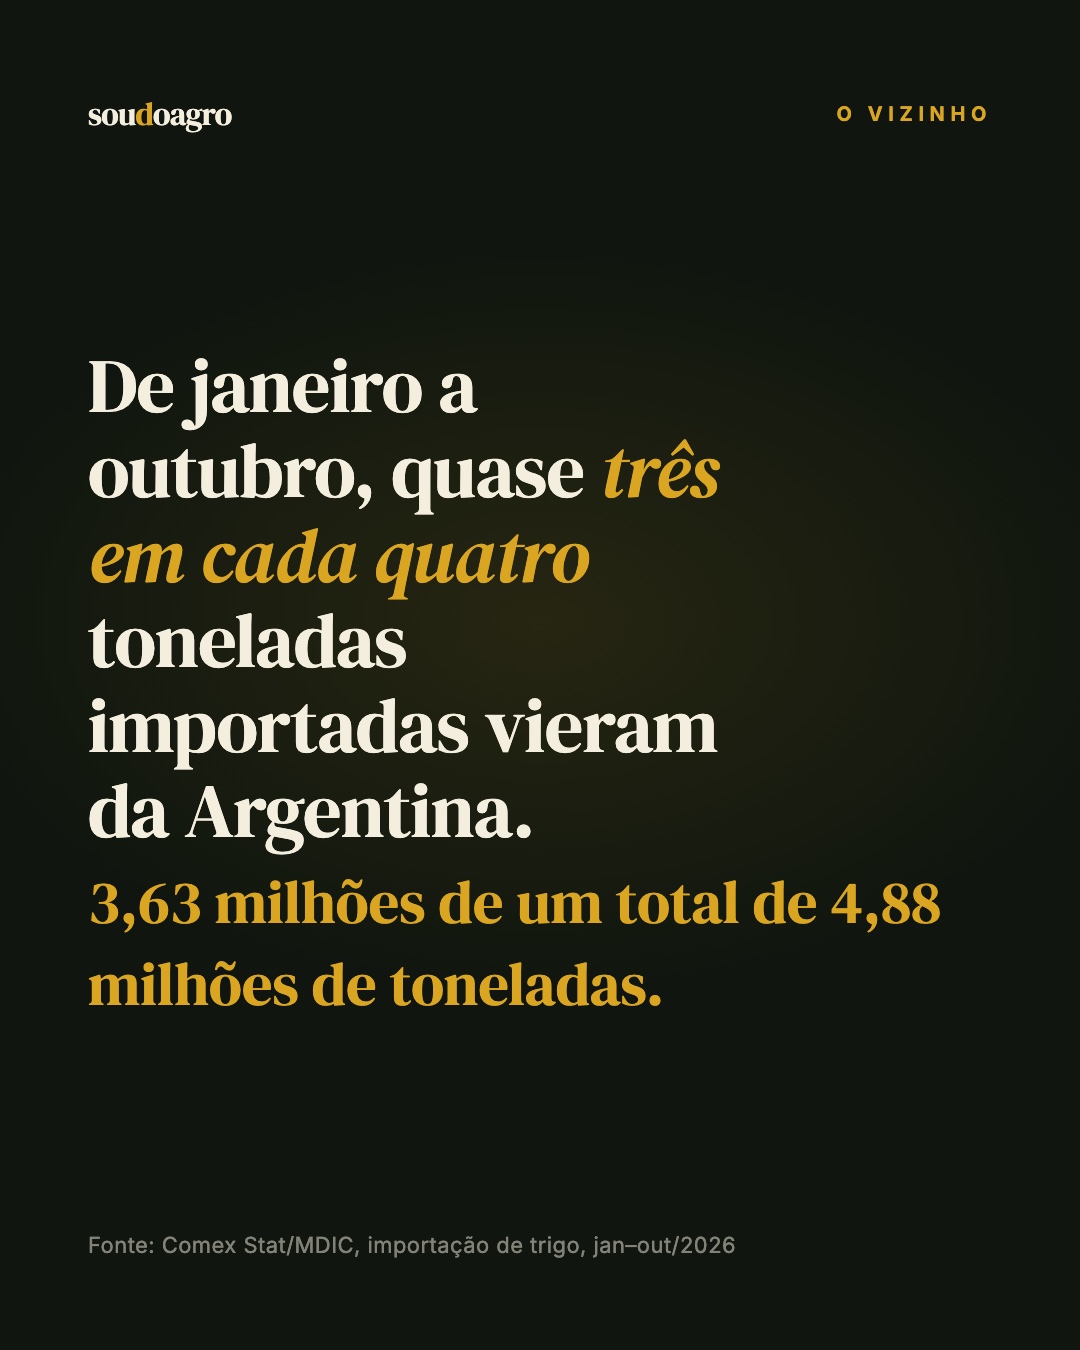 soudoagro
O VIZINHO
De janeiro a
outubro, quase três
em cada quatro
toneladas
importadas vieram
da Argentina.
3,63 milhões de um total de 4,88
milhões de toneladas.
Fonte: Comex Stat/MDIC, importação de trigo, jan–out/2026